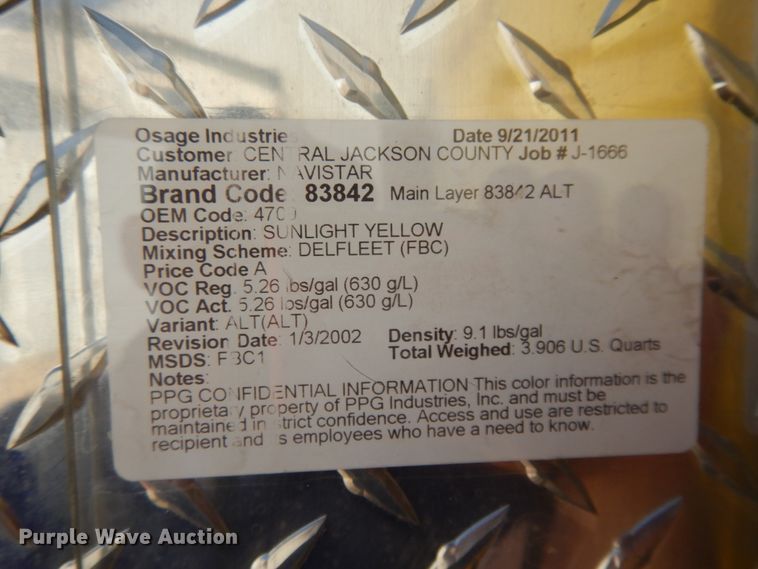 Osage Industries Date 9/21/2011
Customer: CENTRAL JACKSON COUNTY Job # J-1666
Manufacturer: NAVISTAR
Brand Code: 83842 Main Layer 83842 ALT
OEM Code:
Description: SUNLIGHT YELLOW
Mixing Scheme: DELFLEET (FBC)
Price Code A
VOC Reg. 5.26 lbs/gal (630 g/L)
VOC Act. 5.26 lbs/gal (630 g/L)
Variant: ALT(ALT)
Revision Date: 1/3/2002 Density: 9.1 lbs/gal
MSDS: FBC1 Total Weighed: 3.906 U.S. Quarts
Notes:
PPG CONFIDENTIAL INFORMATION This color information is the
proprietary property of PPG Industries, Inc. and must be
maintained in strict confidence. Access and use are restricted to
recipient and is employees who have a need to know.
Purple Wave Auction